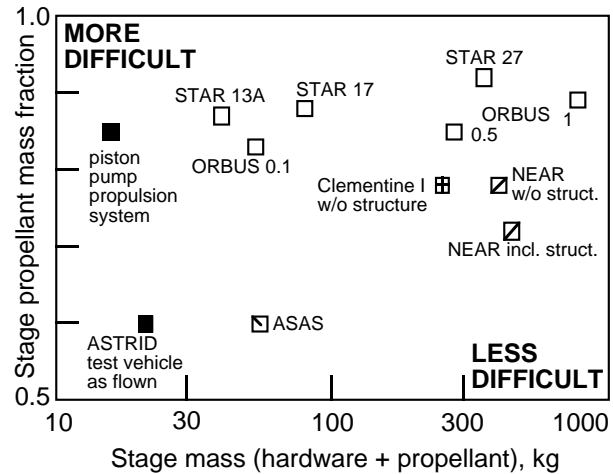 1.0
MORE
DIFFICULT
STAR 27
STAR 13A
STAR 17
ORBUS 1
0.5
piston
pump
propulsion
system
ORBUS 0.1
Clementine I
w/o structure
NEAR
w/o struct.
NEAR incl. struct.
ASTRID
test vehicle
as flown
ASAS
LESS
DIFFICULT
0.5
10 30 100 300 1000
Stage mass (hardware + propellant), kg
Stage propellant mass fraction